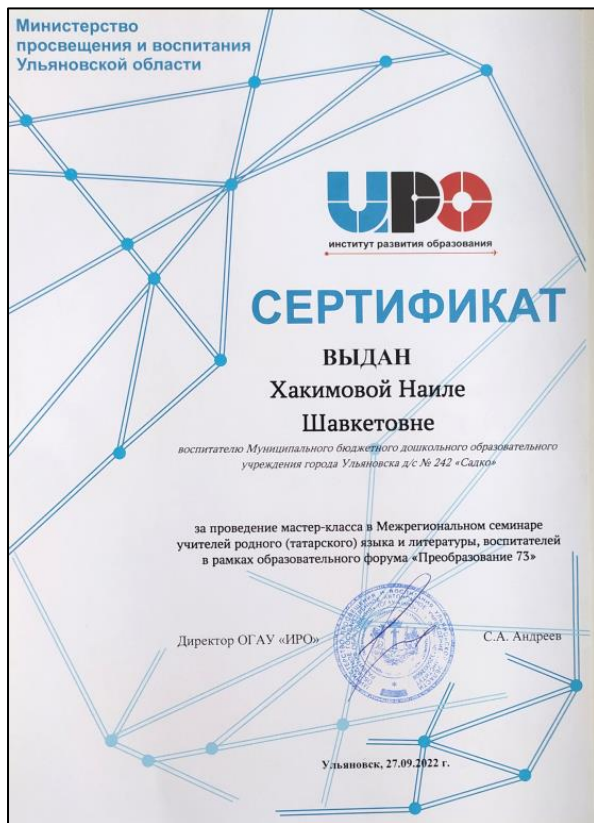 Министерство
просвещения и воспитания
Ульяновской области
ИРО
институт развития образования
СЕРТИФИКАТ
ВЫДАН
Хакимовой Наиле
Шавкетовне
воспитателю Муниципального бюджетного дошкольного образовательного
учреждения города Ульяновска д/с № 242 «Садко»
за проведение мастер-класса в Межрегиональном семинаре
учителей родного (татарского) языка и литературы, воспитателей
в рамках образовательного форума «Преобразование 73»
Директор ОГАУ «ИРО»
С.А. Андреев
Ульяновск, 27.09.2022 г.